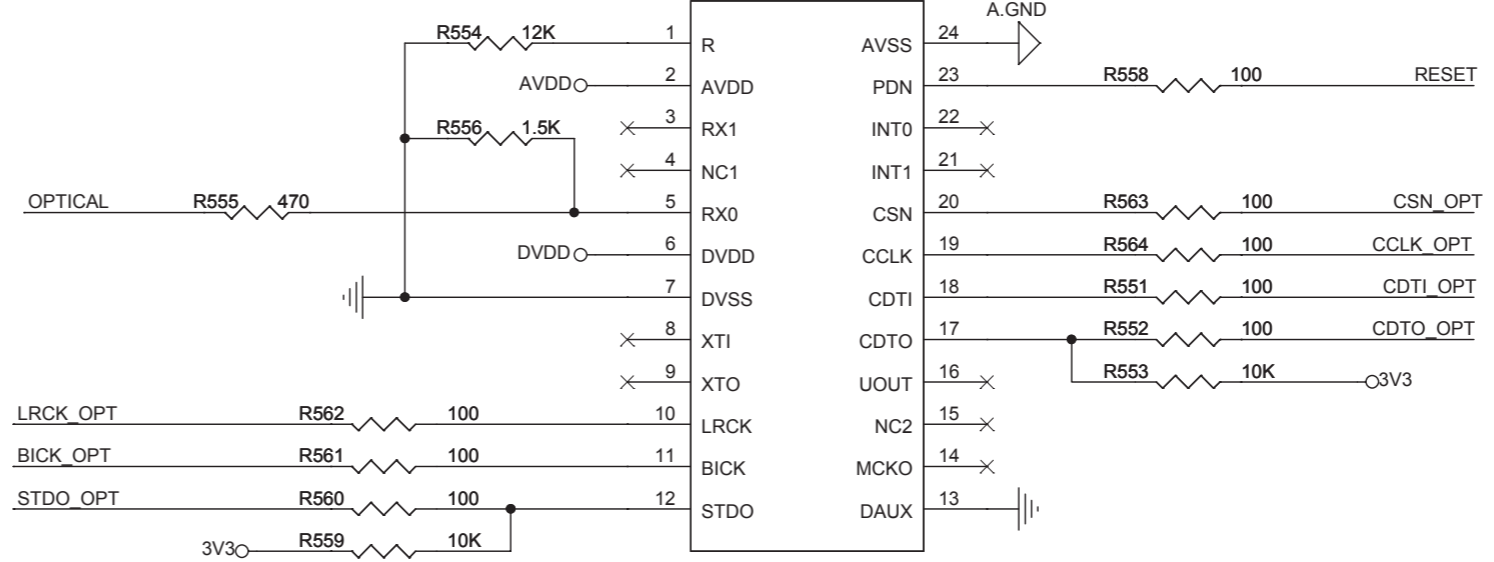 A.GND
R554 12K 1 R AVSS 24
AVDD 2 AVDD PDN 23 R558 100 RESET
R556 1.5K 3 RX1 INT0 22
4 NC1 INT1 21
OPTICAL R555 470 5 RX0 CSN 20 R563 100 CSN_OPT
DVDD 6 DVDD CCLK 19 R564 100 CCLK_OPT
7 DVSS CDTI 18 R551 100 CDTI_OPT
8 XTI CDTO 17 R552 100 CDTO_OPT
9 XTO UOUT 16 R553 10K 3V3
LRCK_OPT R562 100 10 LRCK NC2 15
BICK_OPT R561 100 11 BICK MCKO 14
STDO_OPT R560 100 12 STDO DAUX 13
3V3 R559 10K